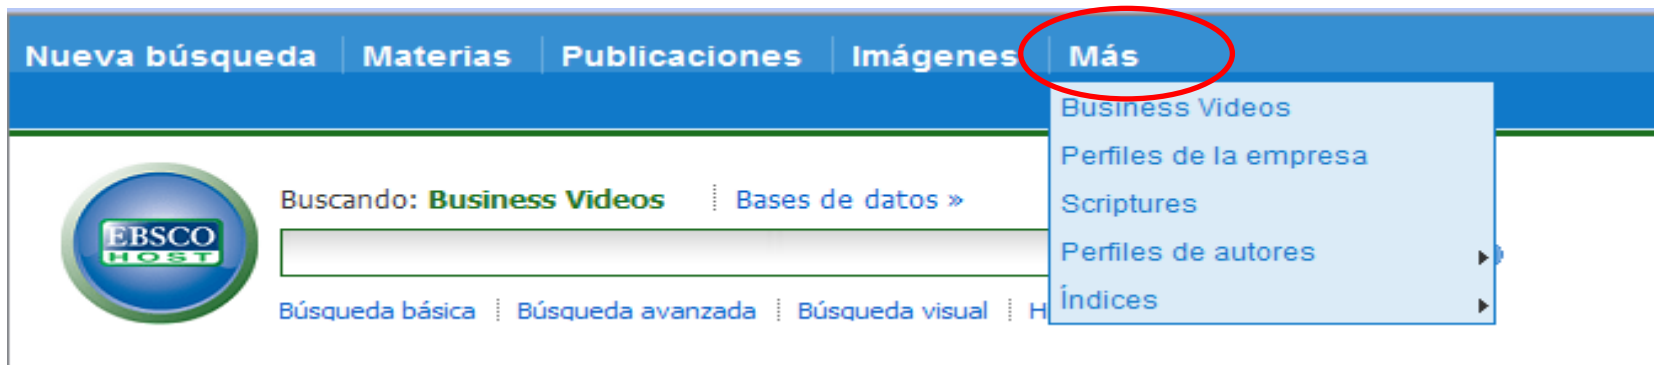 Nueva búsqueda Materias Publicaciones Imágenes Más
Business Videos
Perfiles de la empresa
Scriptures
Perfiles de autores
Índices
Buscando: Business Videos Bases de datos »
EBSCO
HOST
Búsqueda básica Búsqueda avanzada Búsqueda visual H